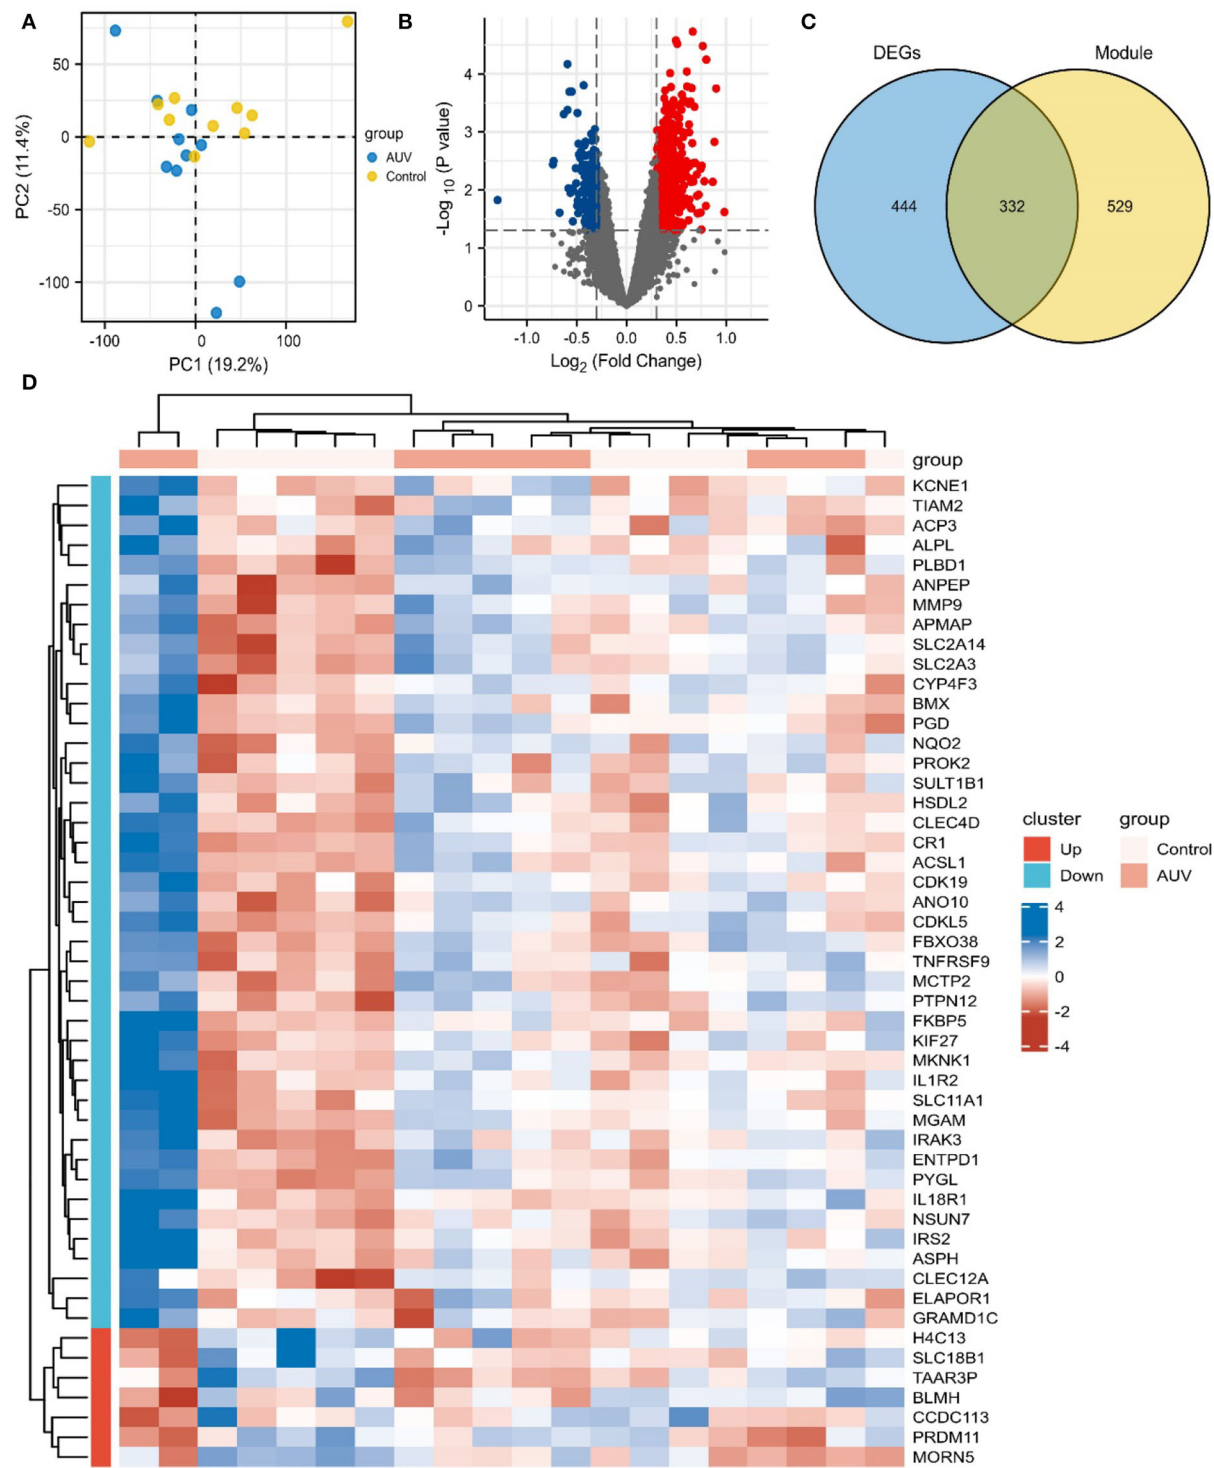 A
50
0
-50
-100
PC2 (11.4%)
-100
0
100
PC1 (19.2%)
group
AUV
Control
B
4
3
2
1
0
-Log10 (P value)
-1.0
-0.5
0.0
0.5
1.0
Log2 (Fold Change)
C
DEGs
Module
444
332
529
D
group
KCNE1
TIAM2
ACP3
ALPL
PLBD1
ANPEP
MMP9
APMAP
SLC2A14
SLC2A3
CYP4F3
BMX
PGD
NQO2
PROK2
SULT1B1
HSDL2
CLEC4D
CR1
ACSL1
CDK19
ANO10
CDKL5
FBXO38
TNFRSF9
MCTP2
PTPN12
FKBP5
KIF27
MKNK1
IL1R2
SLC11A1
MGAM
IRAK3
ENTPD1
PYGL
IL18R1
NSUN7
IRS2
ASPH
CLEC12A
ELAPOR1
GRAMD1C
H4C13
SLC18B1
TAAR3P
BLMH
CCDC113
PRDM11
MORN5
cluster
Up
Down
group
Control
AUV
4
2
0
-2
-4